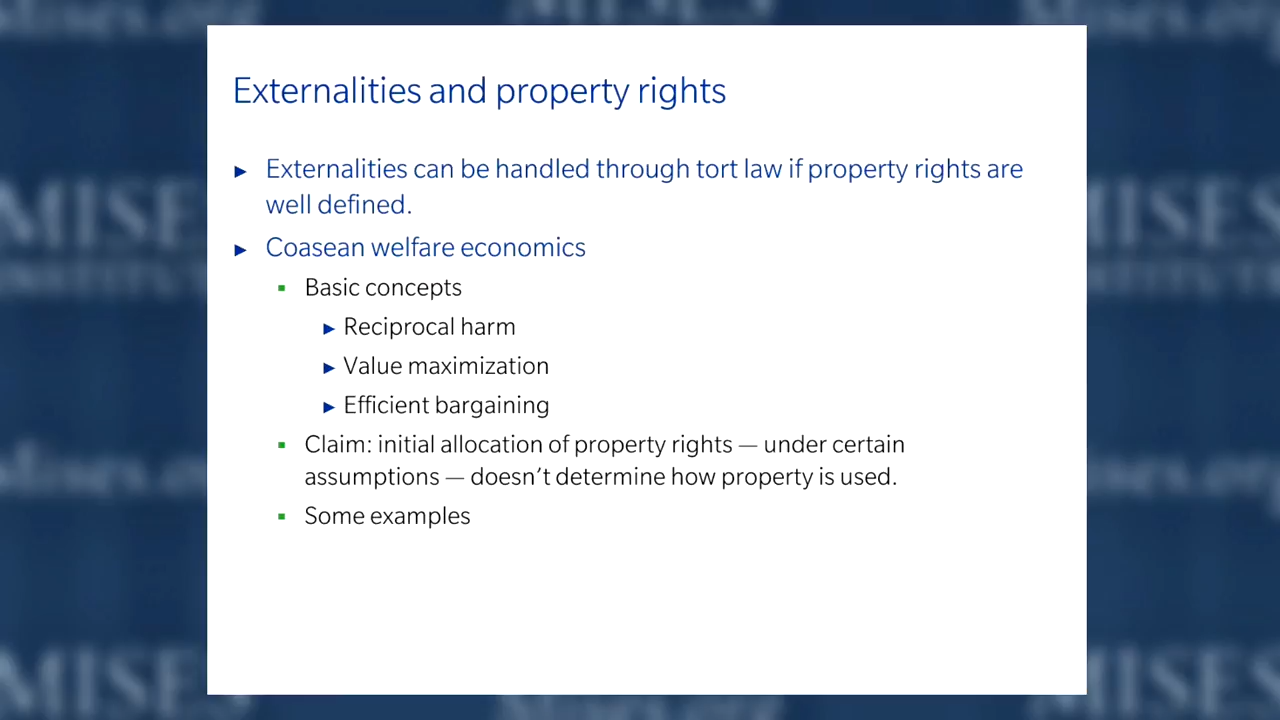 Externalities and property rights
► Externalities can be handled through tort law if property rights are
well defined.
► Coasean welfare economics
▪ Basic concepts
► Reciprocal harm
► Value maximization
► Efficient bargaining
▪ Claim: initial allocation of property rights — under certain
assumptions — doesn’t determine how property is used.
▪ Some examples